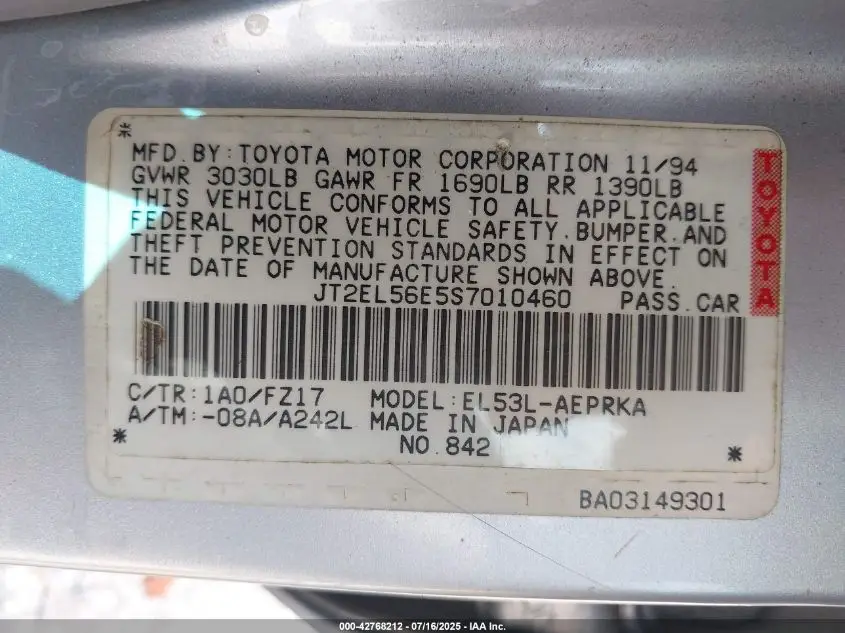 *
MFD.BY:TOYOTA MOTOR CORPORATION 11/94
GVWR 3030LB GAWR FR 1690LB RR 1390LB
THIS VEHICLE CONFORMS TO ALL APPLICABLE
FEDERAL MOTOR VEHICLE SAFETY.BUMPER.AND
THEFT PREVENTION STANDARDS IN EFFECT ON
THE DATE OF MANUFACTURE SHOWN ABOVE.
JT2EL56E5S7010460 PASS.CAR
TOYOTA
C/TR:1A0/FZ17 MODEL:EL53L-AEPRKA
A/TM:-08A/A242L MADE IN JAPAN
* NO.842 *
BA03149301
000-42768212 - 07/16/2025 - IAA Inc.